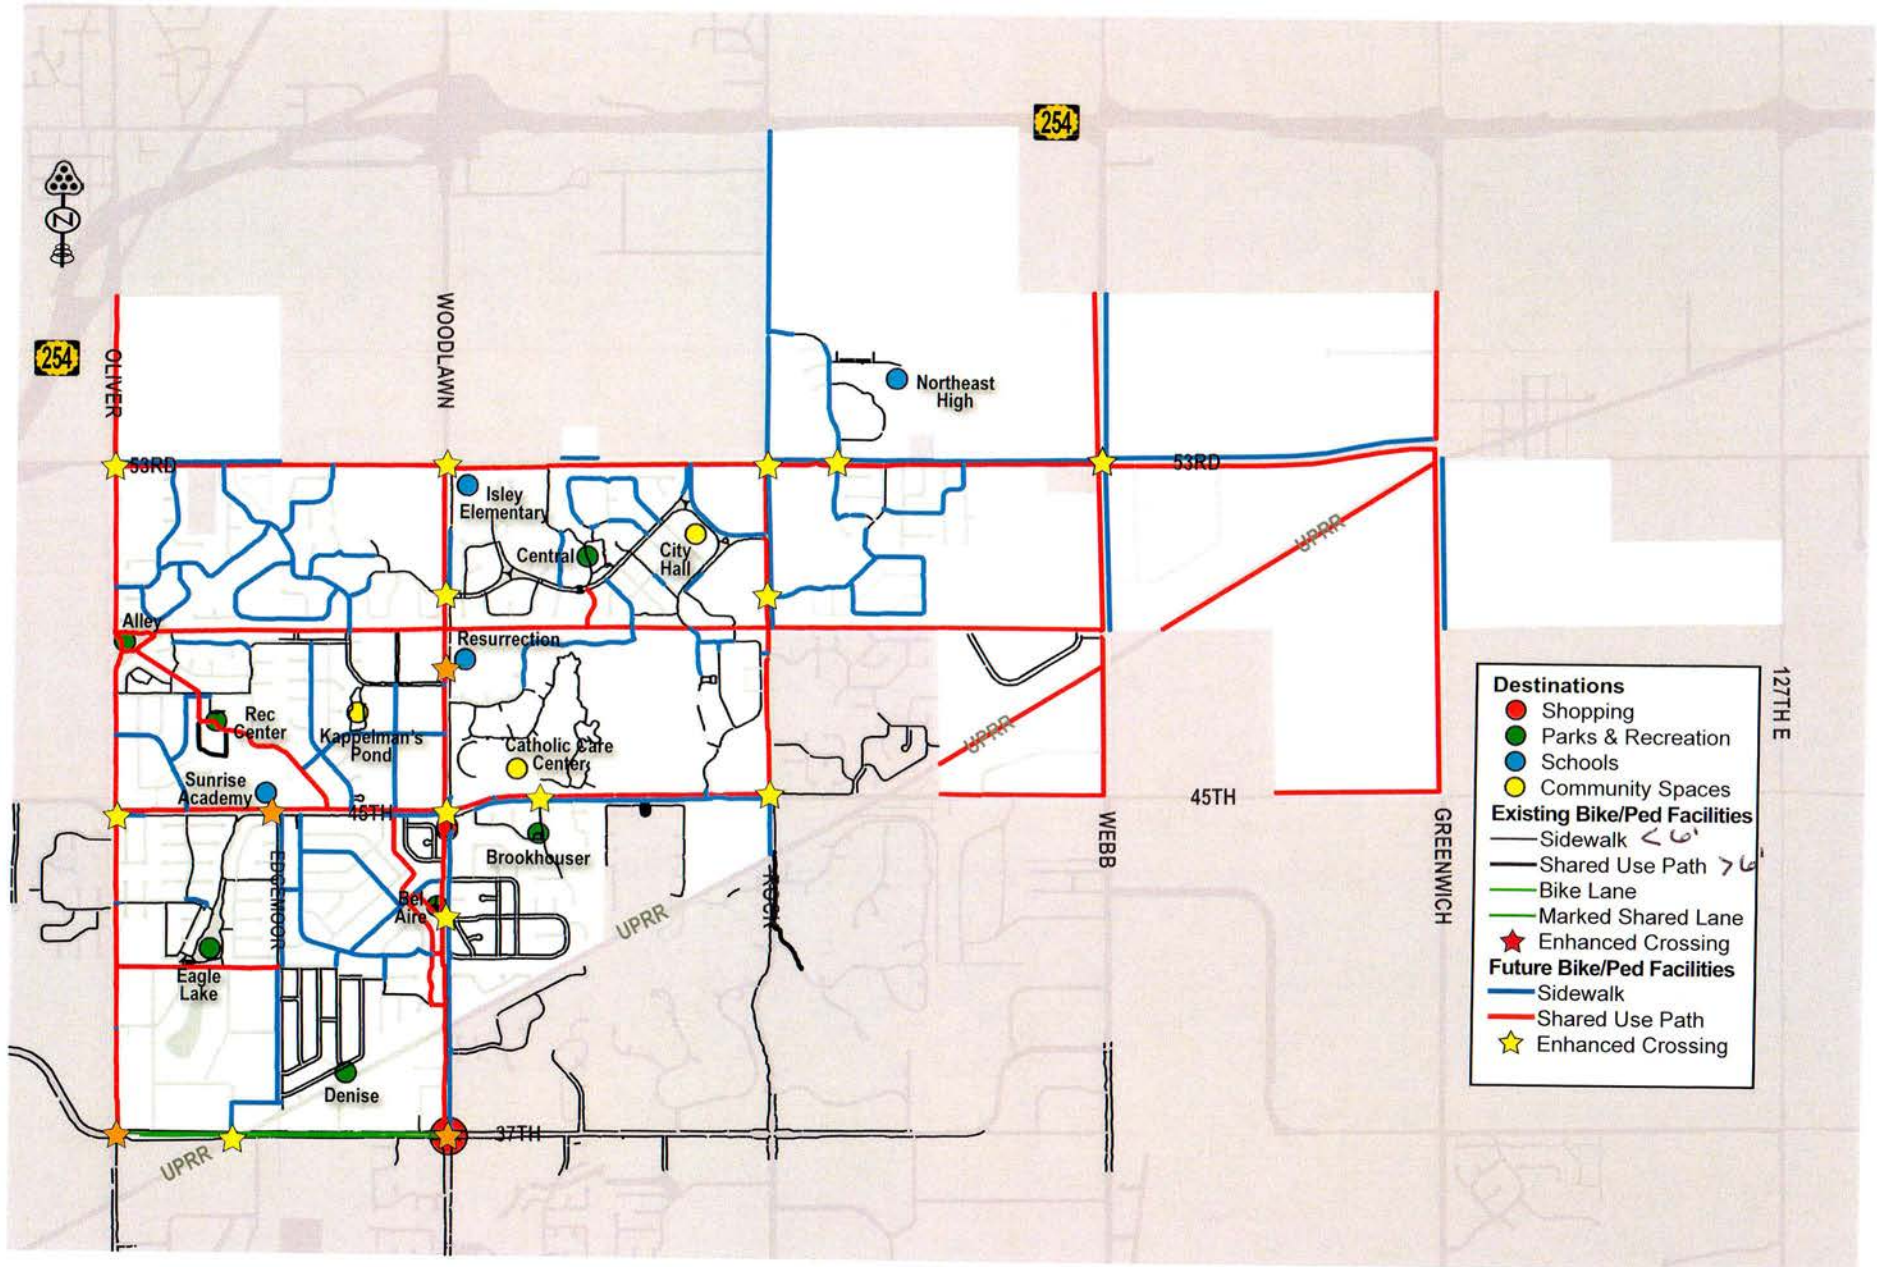 254
WOODLAWN
254
OLIVER
Northeast
High
53RD
53RD
Isley
Elementary
UPRR
Central
City
Hall
Alley
Resurrection
Rec
Center
Kappelman's
Pond
UPRR
Catholic Care
Center
Sunrise
Academy
45TH
45TH
WEBB
GREENWICH
127TH E
Brookhouser
EDGEMOOR
Bel
Aire
ROCK
UPRR
Eagle
Lake
Denise
37TH
UPRR
N
Destinations
Shopping
Parks & Recreation
Schools
Community Spaces
Existing Bike/Ped Facilities
Sidewalk < 6'
Shared Use Path > 6'
Bike Lane
Marked Shared Lane
Enhanced Crossing
Future Bike/Ped Facilities
Sidewalk
Shared Use Path
Enhanced Crossing